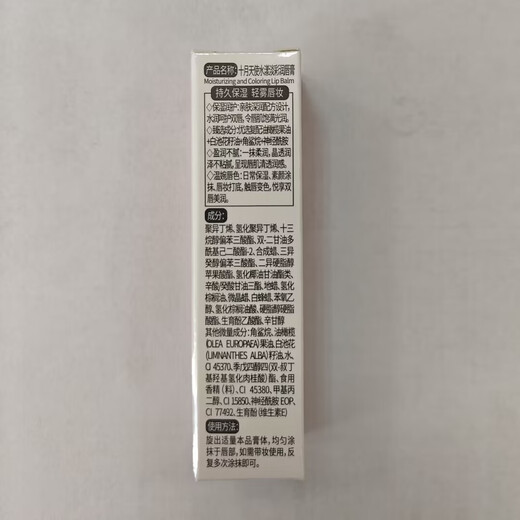 产品名称: 十月天使水漾淡彩润唇膏
Moisturizing and Coloring Lip Balm
持久保湿 轻雾唇妆
◇保湿润护: 亲肤深润配方设计,
水润呵护双唇, 令唇肌饱满光润。
◇臻选成分: 优选复配油橄榄果油
+白池花籽油+角鲨烷+神经酰胺
◇盈润不腻: 一抹柔润, 晶透润
泽不粘腻, 呈现唇肌清透润感。
◇温婉唇色: 日常保湿、素颜涂
抹、唇妆打底, 触唇变色, 悦享双
唇美润。
成分:
聚异丁烯、氢化聚异丁烯、十三
烷醇偏苯三酸酯、双-二甘油多
酰基己二酸酯-2、合成蜡、三异
癸醇偏苯三酸酯、二异硬脂醇
苹果酸酯、氢化椰油甘油酯类、
辛酸/癸酸甘油三酯、地蜡、氢化
棕榈油、微晶蜡、白蜂蜡、苯氧乙
醇、氢化棕榈油酸、硬脂醇硬脂
酸酯、生育酚乙酸酯、辛甘醇
其他微量成分: 角鲨烷、油橄榄
(OLEA EUROPAEA)果油、白池花
(LIMNANTHES ALBA)籽油、水、
CI 45370、季戊四醇四(双-叔丁
基羟基氢化肉桂酸)酯、食用
香精(料)、CI 45380、甲基丙
二醇、CI 15850、神经酰胺 EOP、
CI 77492、生育酚(维生素E)
使用方法:
旋出适量本品膏体, 均匀涂
抹于唇部, 如需带妆使用, 反
复多次涂抹即可。